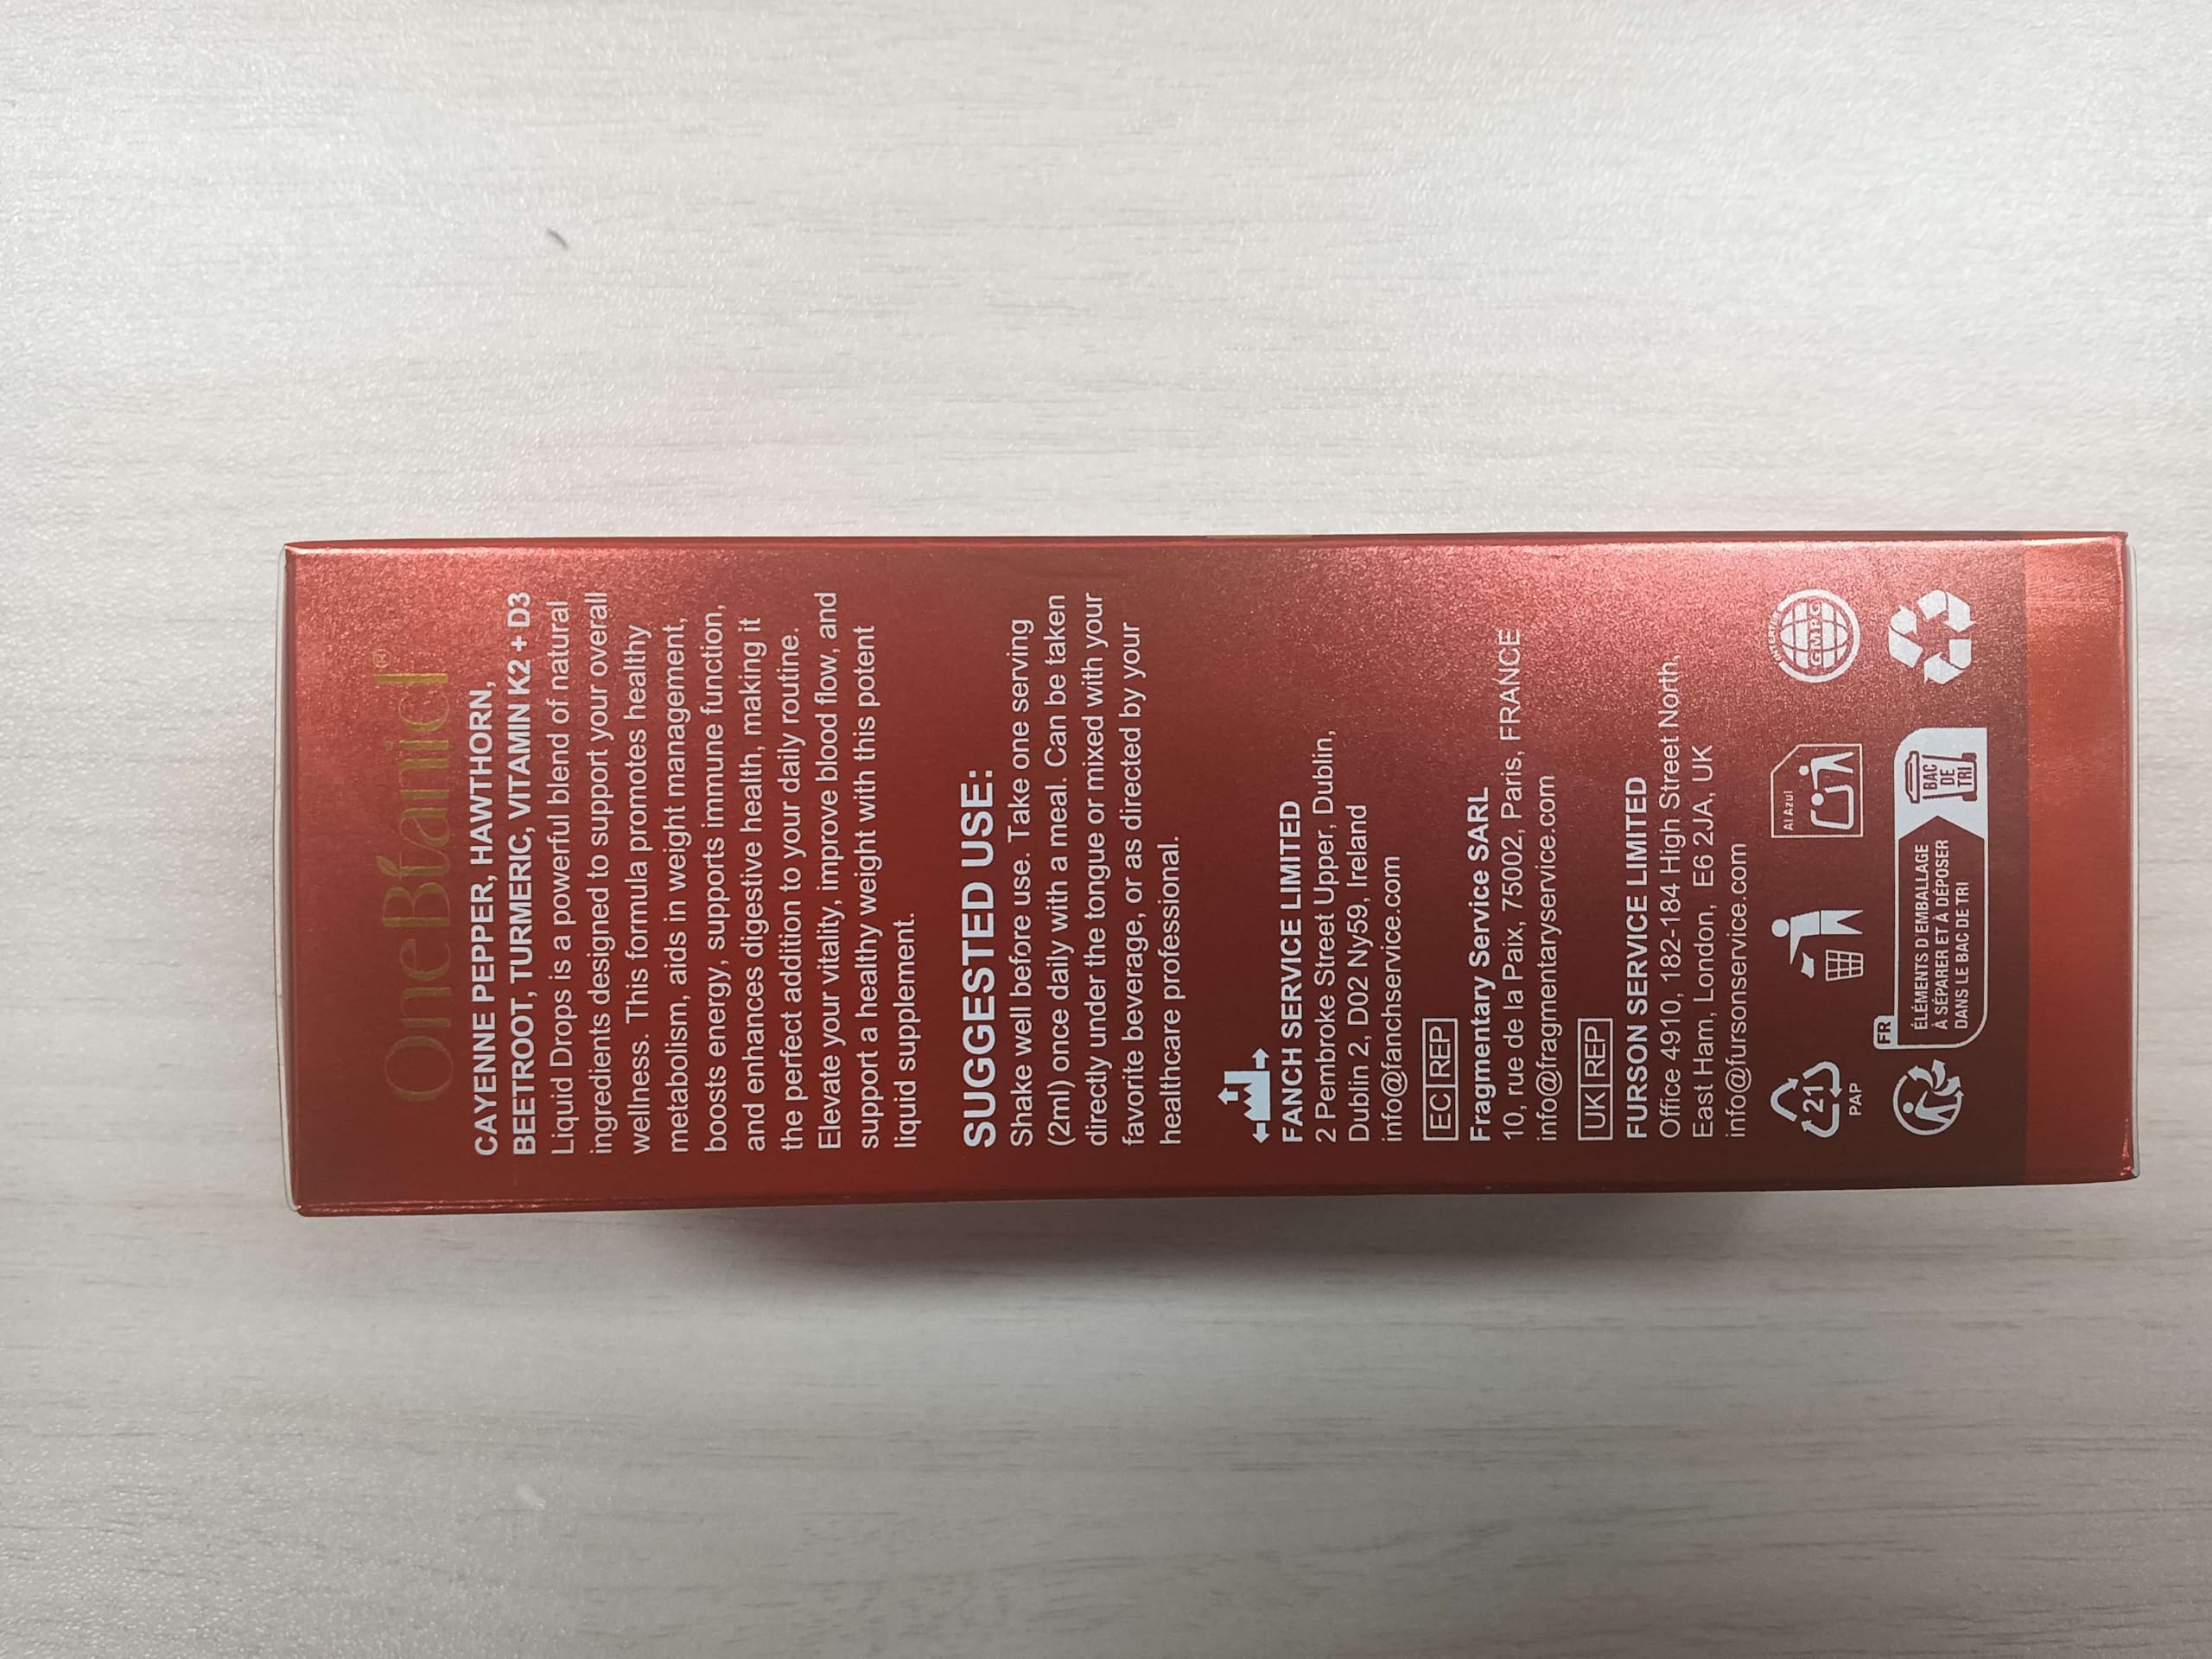 OneBtanicl®
CAYENNE PEPPER, HAWTHORN,
BEETROOT, TURMERIC, VITAMIN K2 + D3
Liquid Drops is a powerful blend of natural
ingredients designed to support your overall
wellness. This formula promotes healthy
metabolism, aids in weight management,
boosts energy, supports immune function,
and enhances digestive health, making it
the perfect addition to your daily routine.
Elevate your vitality, improve blood flow, and
support a healthy weight with this potent
liquid supplement.
SUGGESTED USE:
Shake well before use. Take one serving
(2ml) once daily with a meal. Can be taken
directly under the tongue or mixed with your
favorite beverage, or as directed by your
healthcare professional.
FANCH SERVICE LIMITED
2 Pembroke Street Upper, Dublin,
Dublin 2, D02 Ny59, Ireland
info@fanchservice.com
EC REP
Fragmentary Service SARL
10, rue de la Paix, 75002, Paris, FRANCE
info@fragmentaryservice.com
UK REP
FURSON SERVICE LIMITED
Office 4910, 182-184 High Street North,
East Ham, London, E6 2JA, UK
info@fursonservice.com
21
PAP
Al Azul
GMPC
FR
ÉLÉMENTS D'EMBALLAGE
À SÉPARER ET À DÉPOSER
DANS LE BAC DE TRI
BAC
DE
TRI